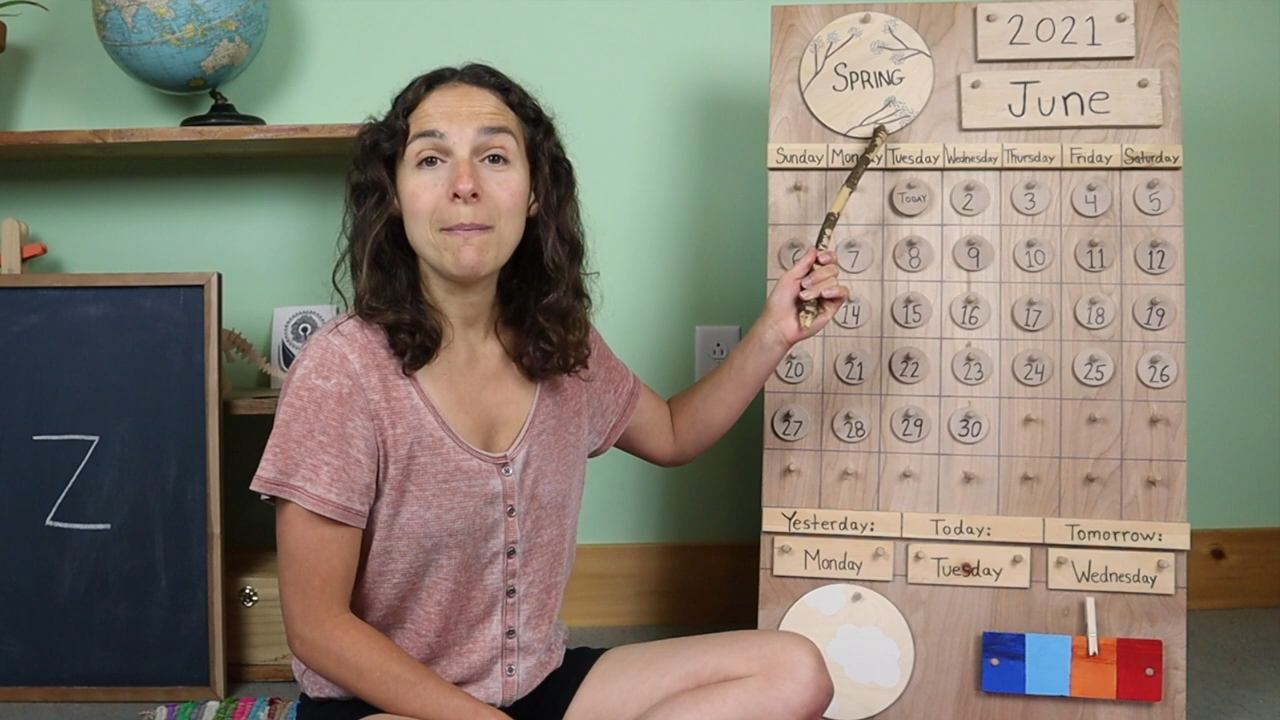 2021
SPRING
June
Sunday Monday Tuesday Wednesday Thursday Friday Saturday
TODAY 2 3 4 5
6 7 8 9 10 11 12
14 15 16 17 18 19
20 21 22 23 24 25 26
27 28 29 30
Yesterday: Today: Tomorrow:
Monday Tuesday Wednesday
Z